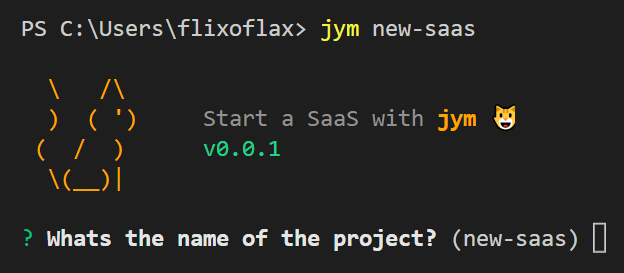 PS C:\Users\flixoflax> jym new-saas
  \   /\
  )  ( ')     Start a SaaS with jym 😸
 (  /  )      v0.0.1
  \(__)|
? Whats the name of the project? (new-saas)